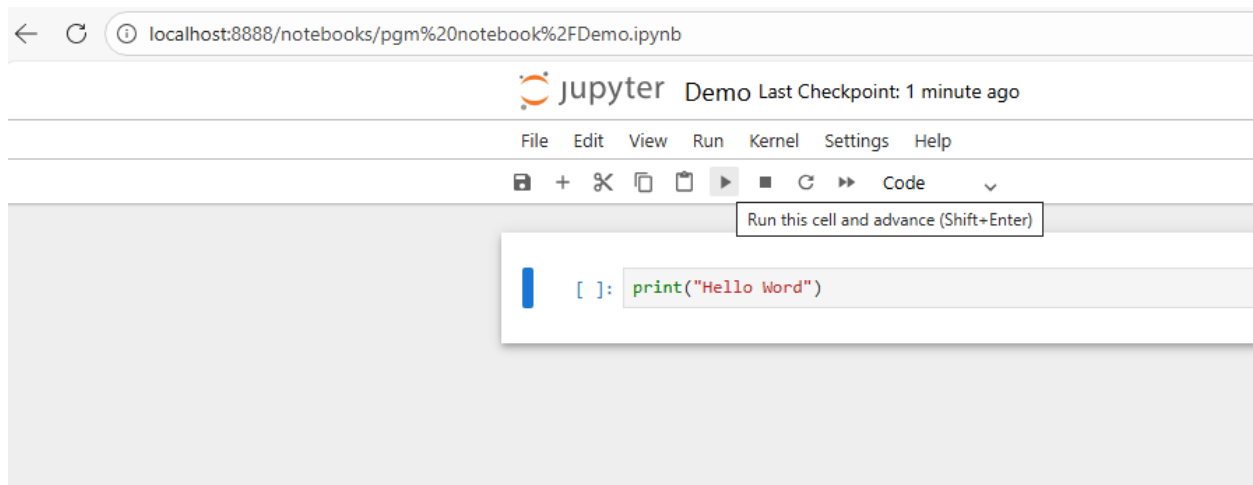 localhost:8888/notebooks/pgm%20notebook%2FDemo.ipynb
jupyter Demo Last Checkpoint: 1 minute ago
File Edit View Run Kernel Settings Help
Code
Run this cell and advance (Shift+Enter)
[ ]: print("Hello Word")